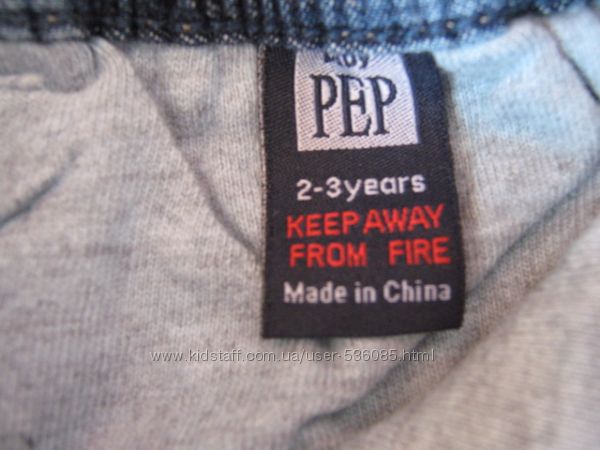 PEP
2-3years
KEEP AWAY
FROM FIRE
Made in China
www.kidstaff.com.ua/user-536085.html